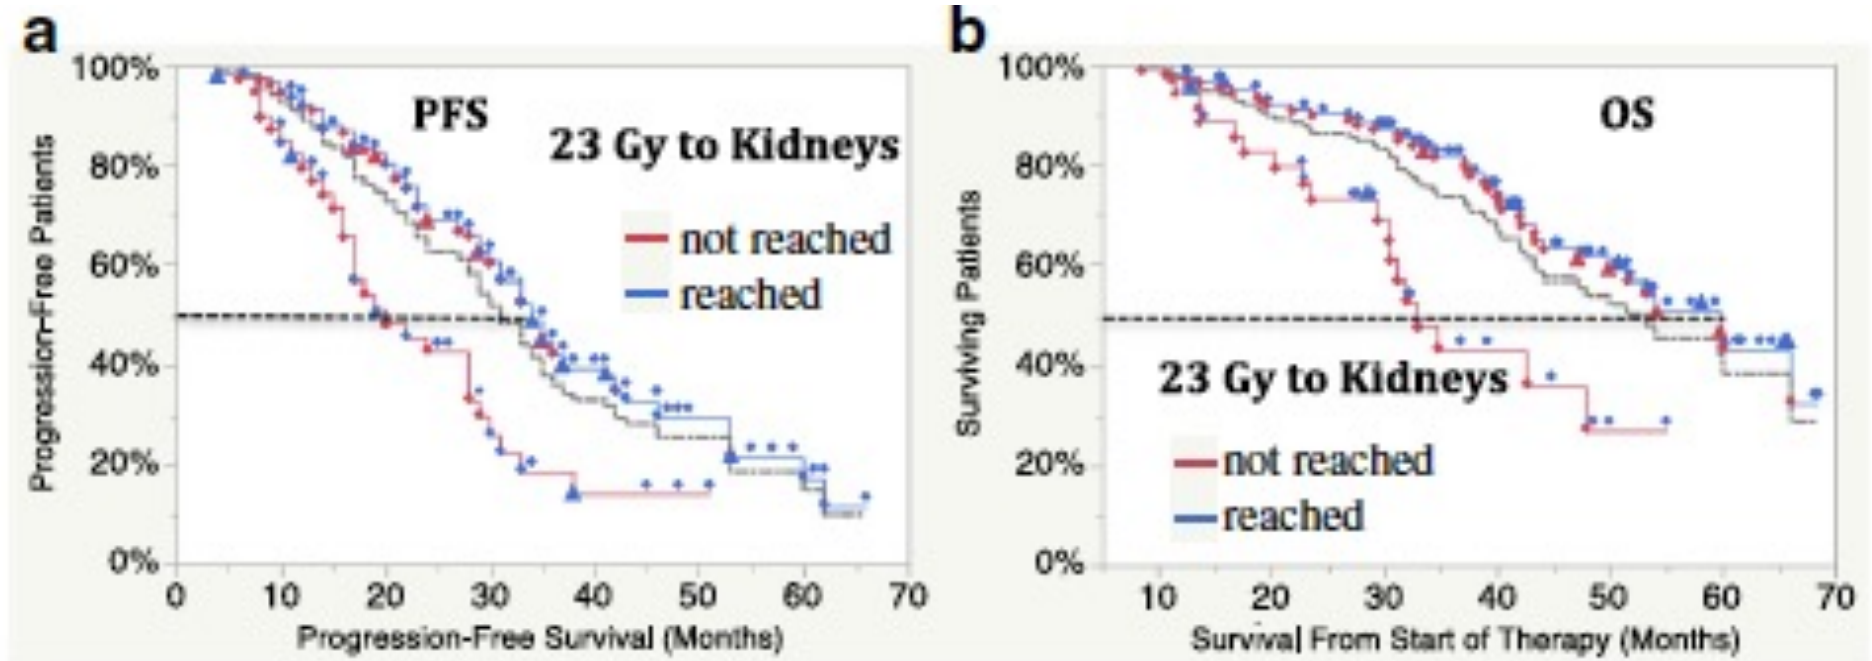 a
PFS
23 Gy to Kidneys
not reached
reached
Progression-Free Patients
100%
80%
60%
40%
20%
0%
0 10 20 30 40 50 60 70
Progression-Free Survival (Months)
b
OS
23 Gy to Kidneys
not reached
reached
Surviving Patients
100%
80%
60%
40%
20%
0%
10 20 30 40 50 60 70
Survival From Start of Therapy (Months)